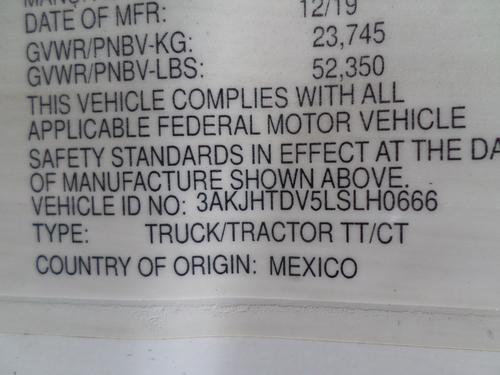 DATE OF MFR: 12/19
GVWR/PNBV-KG: 23,745
GVWR/PNBV-LBS: 52,350
THIS VEHICLE COMPLIES WITH ALL
APPLICABLE FEDERAL MOTOR VEHICLE
SAFETY STANDARDS IN EFFECT AT THE DA
OF MANUFACTURE SHOWN ABOVE.
VEHICLE ID NO: 3AKJHTDV5LSLH0666
TYPE: TRUCK/TRACTOR TT/CT
COUNTRY OF ORIGIN: MEXICO